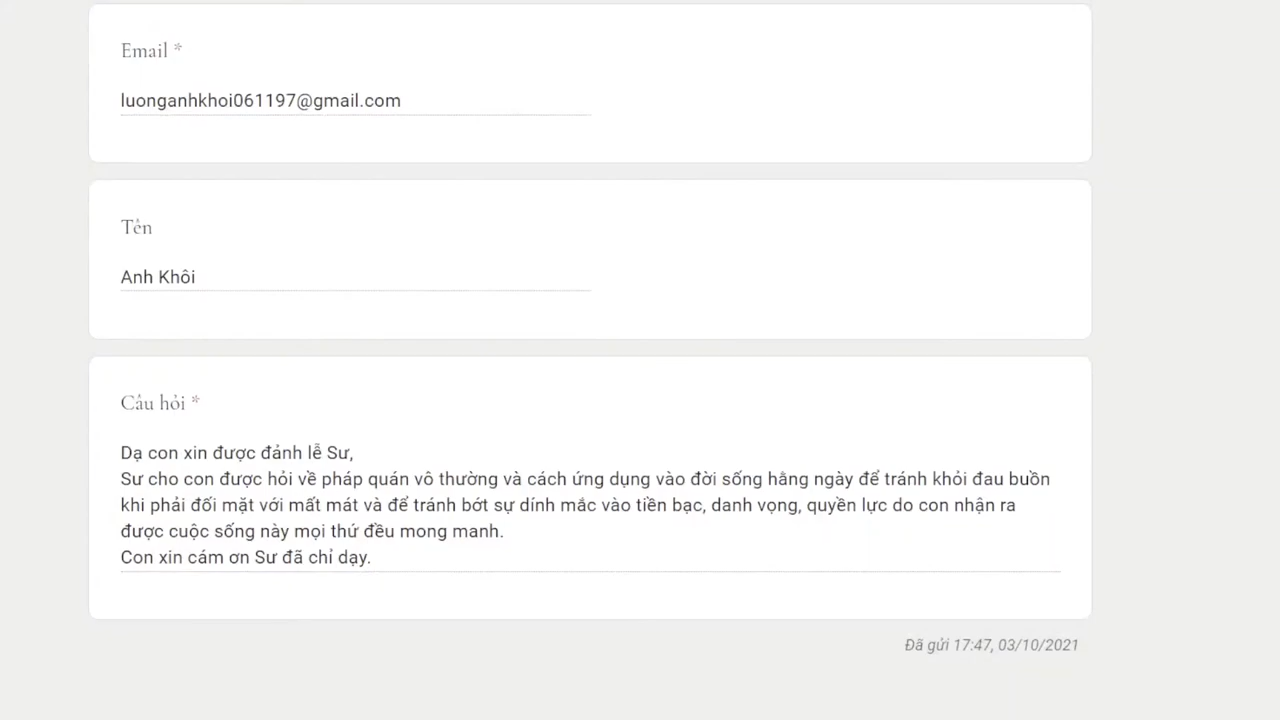 Email *
luonganhkhoi061197@gmail.com
Tên
Anh Khôi
Câu hỏi *
Dạ con xin được đảnh lễ Sư,
Sư cho con được hỏi về pháp quán vô thường và cách ứng dụng vào đời sống hằng ngày để tránh khỏi đau buồn
khi phải đối mặt với mất mát và để tránh bớt sự dính mắc vào tiền bạc, danh vọng, quyền lực do con nhận ra
được cuộc sống này mọi thứ đều mong manh.
Con xin cám ơn Sư đã chỉ dạy.
Đã gửi 17:47, 03/10/2021